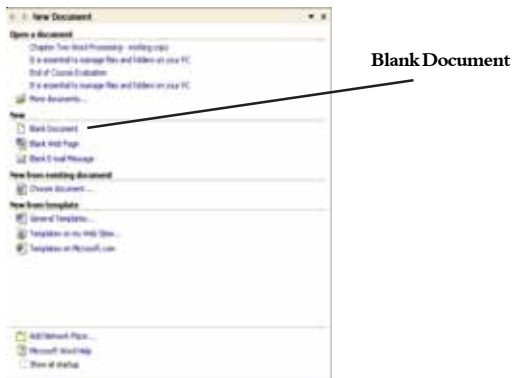 New Document
Open a document
Chapter Two Word Processing - working copy
It is essential to manage files and folders on your PC
End of Course Evaluation
It is essential to manage files and folders on your PC
More documents...
New
Blank Document
Blank Document
Blank Web Page
Blank E-mail Message
New from existing document
Choose document...
New from template
General Templates...
Templates on my Web Sites...
Templates on Microsoft.com
Add Network Place...
Microsoft Word Help
Show at startup